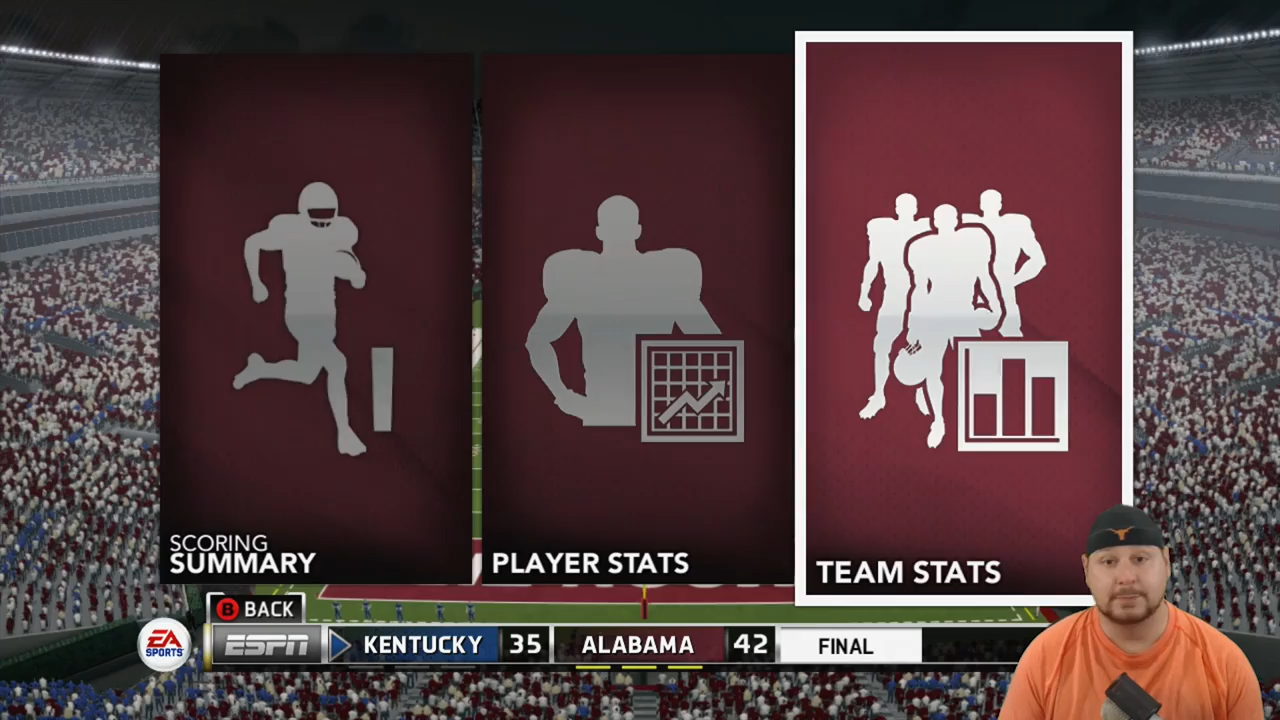 SCORING
SUMMARY
PLAYER STATS
TEAM STATS
B BACK
EA
SPORTS
ESPN KENTUCKY 35 ALABAMA 42 FINAL